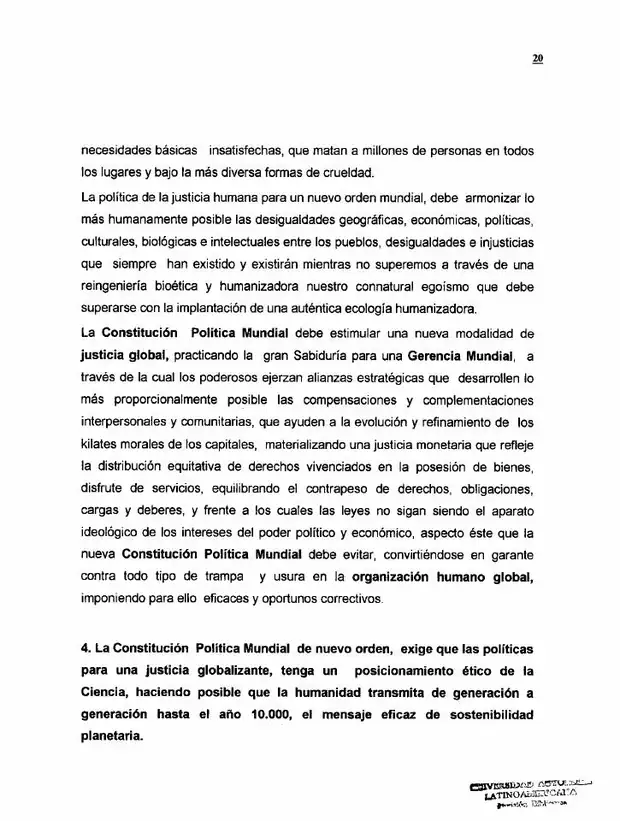 20
necesidades básicas insatisfechas, que matan a millones de personas en todos
los lugares y bajo la más diversa formas de crueldad.
La política de la justicia humana para un nuevo orden mundial, debe armonizar lo
más humanamente posible las desigualdades geográficas, económicas, políticas,
culturales, biológicas e intelectuales entre los pueblos, desigualdades e injusticias
que siempre han existido y existirán mientras no superemos a través de una
reingeniería bioética y humanizadora nuestro connatural egoísmo que debe
superarse con la implantación de una auténtica ecología humanizadora.
La Constitución Política Mundial debe estimular una nueva modalidad de
justicia global, practicando la gran Sabiduría para una Gerencia Mundial, a
través de la cual los poderosos ejerzan alianzas estratégicas que desarrollen lo
más proporcionalmente posible las compensaciones y complementaciones
interpersonales y comunitarias, que ayuden a la evolución y refinamiento de los
kilates morales de los capitales, materializando una justicia monetaria que refleje
la distribución equitativa de derechos vivenciados en la posesión de bienes,
disfrute de servicios, equilibrando el contrapeso de derechos, obligaciones,
cargas y deberes, y frente a los cuales las leyes no sigan siendo el aparato
ideológico de los intereses del poder político y económico, aspecto éste que la
nueva Constitución Política Mundial debe evitar, convirtiéndose en garante
contra todo tipo de trampa y usura en la organización humano global,
imponiendo para ello eficaces y oportunos correctivos.
4. La Constitución Política Mundial de nuevo orden, exige que las políticas
para una justicia globalizante, tenga un posicionamiento ético de la
Ciencia, haciendo posible que la humanidad transmita de generación a
generación hasta el año 10.000, el mensaje eficaz de sostenibilidad
planetaria.